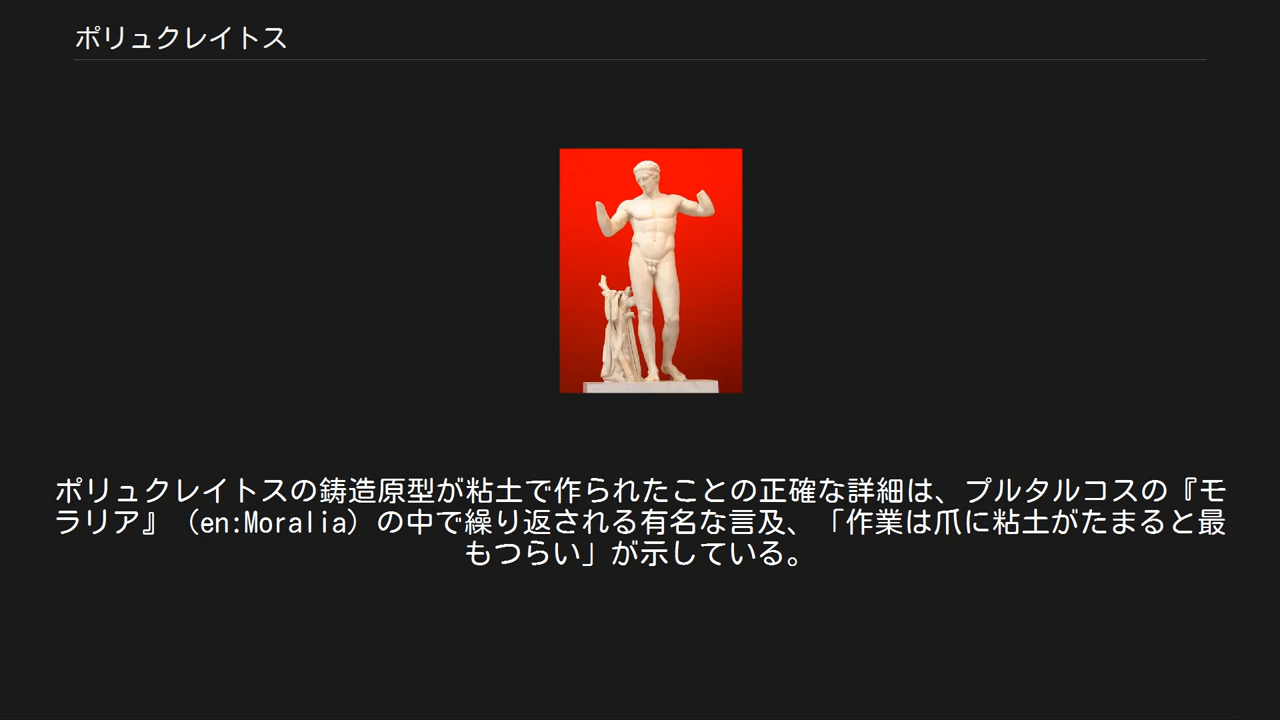 ポリュクレイトス
ポリュクレイトスの鋳造原型が粘土で作られたことの正確な詳細は、プルタルコスの『モ
ラリア』（en:Moralia）の中で繰り返される有名な言及、「作業は爪に粘土がたまると最
もつらい」が示している。